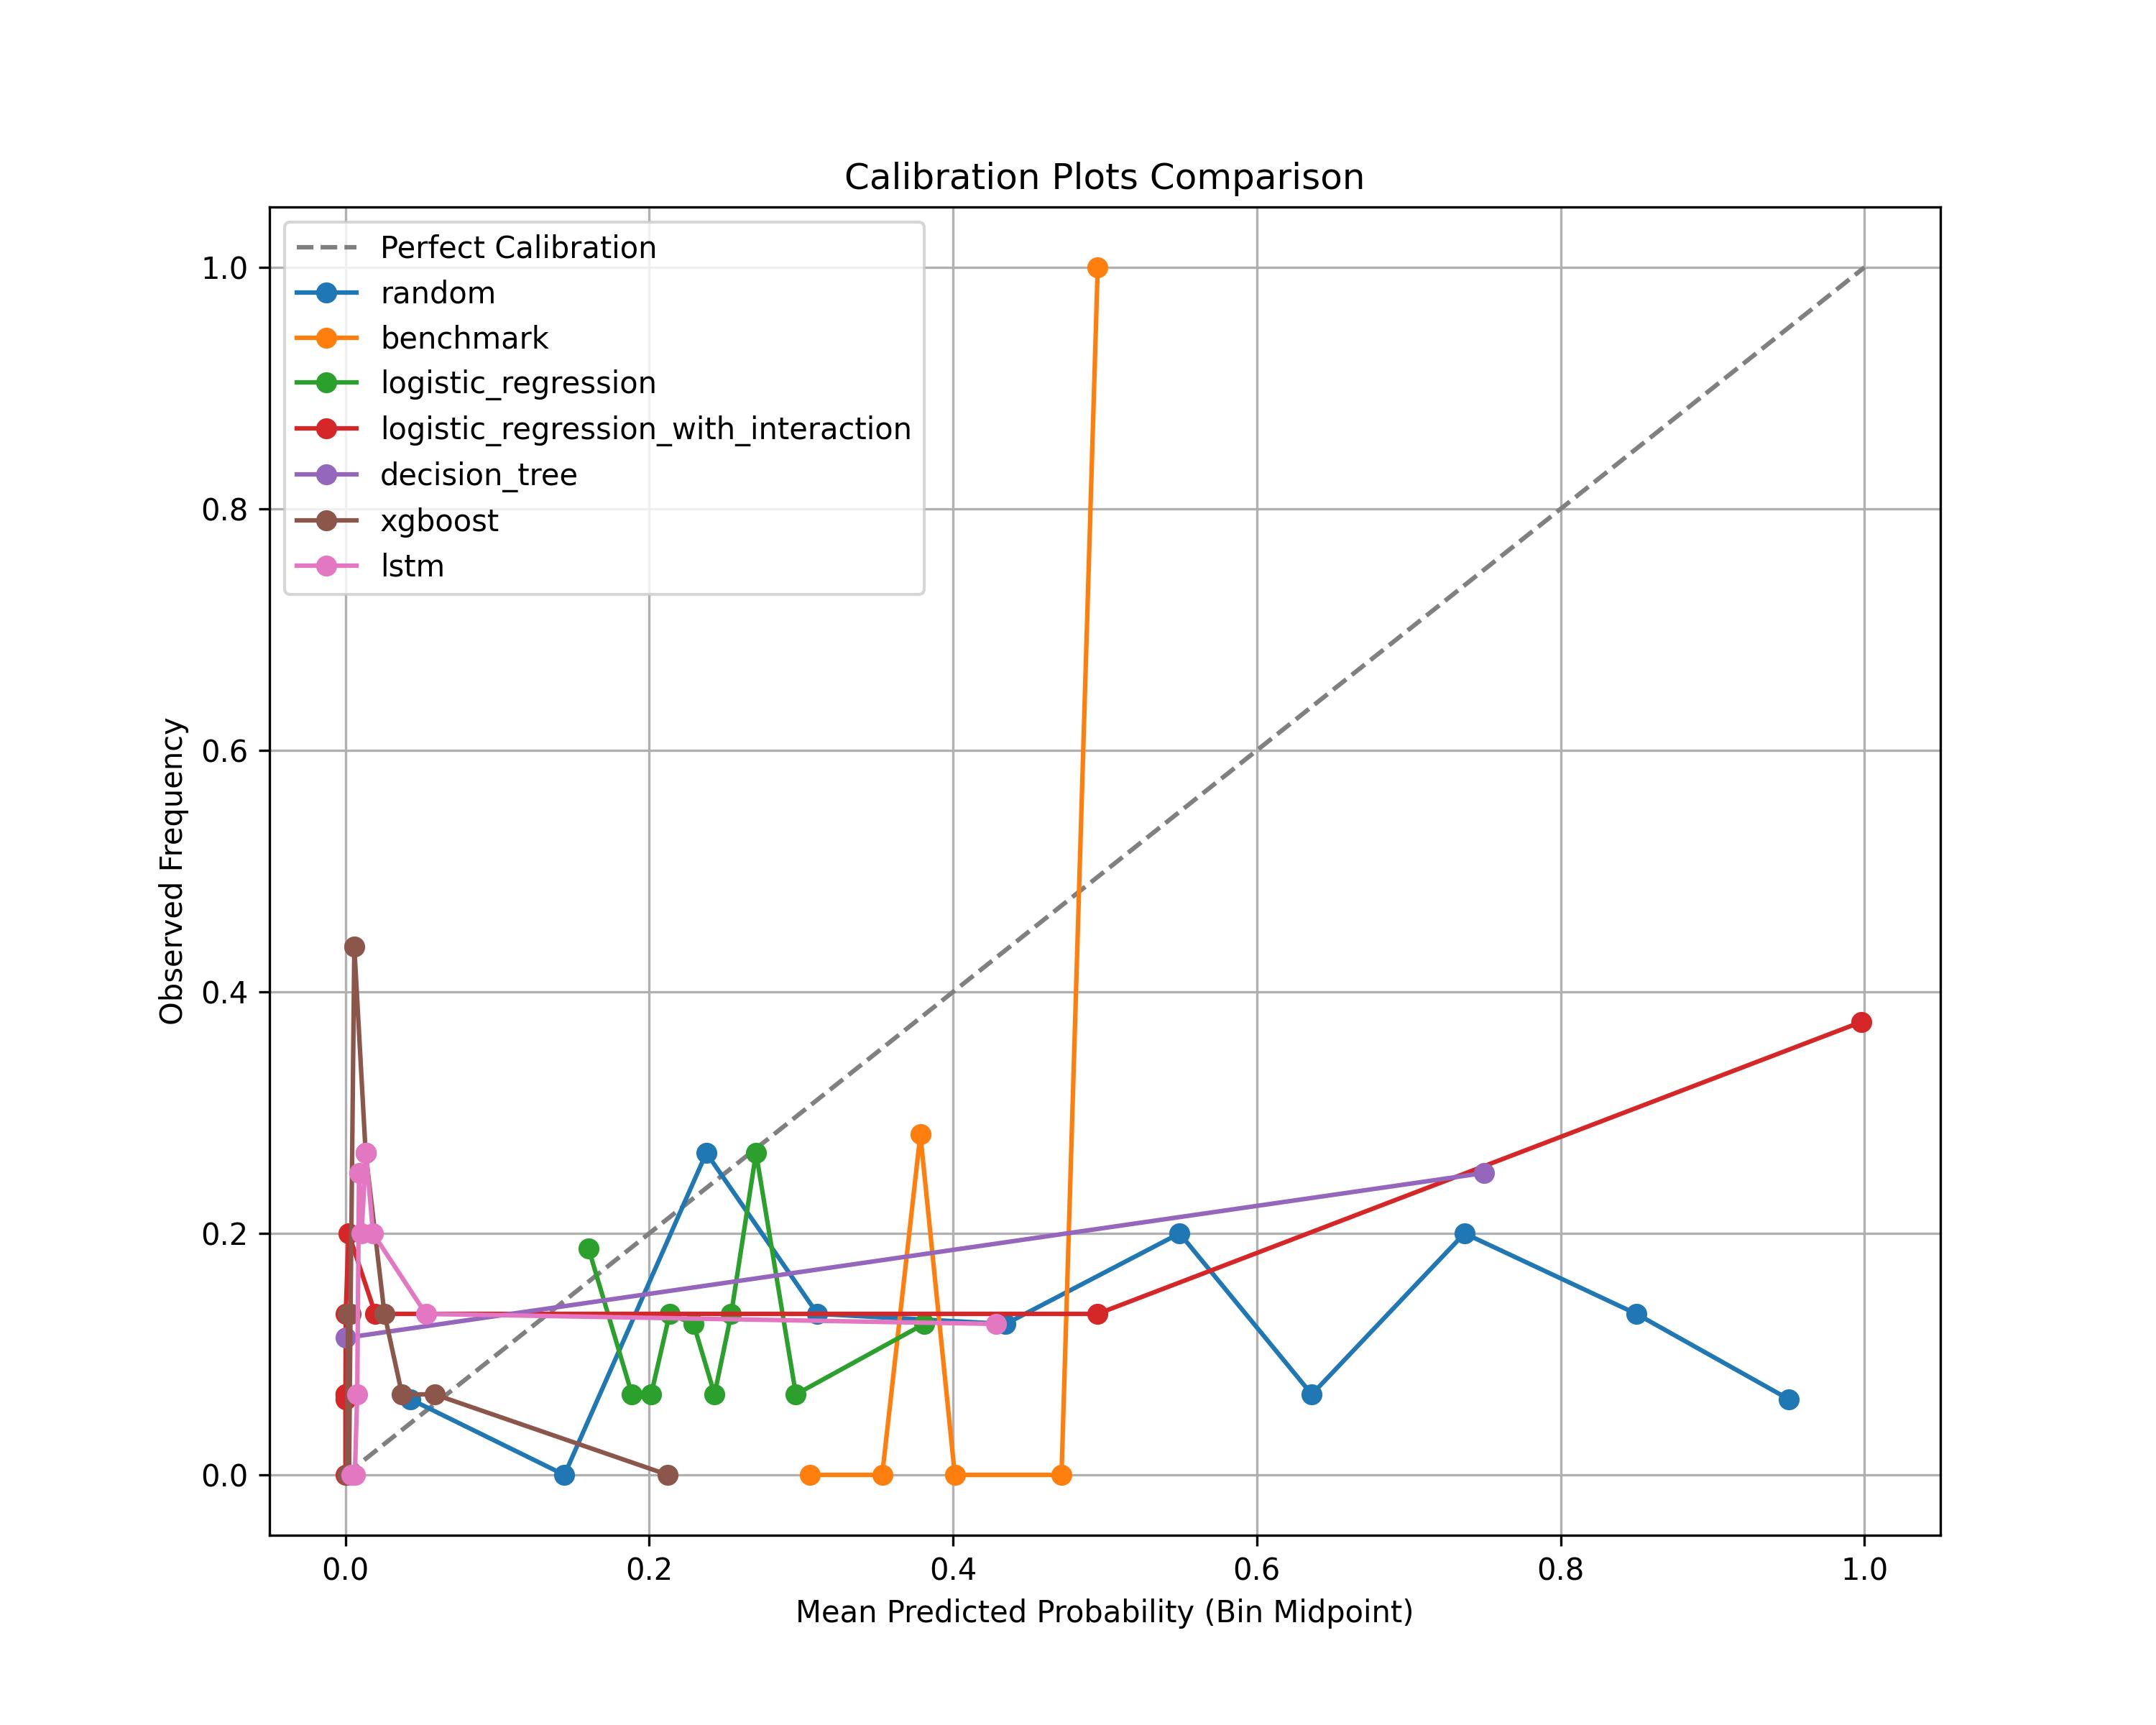 Calibration Plots Comparison
Perfect Calibration
random
benchmark
logistic_regression
logistic_regression_with_interaction
decision_tree
xgboost
lstm
1.0
0.8
0.6
0.4
0.2
0.0
Observed Frequency
0.0 0.2 0.4 0.6 0.8 1.0
Mean Predicted Probability (Bin Midpoint)